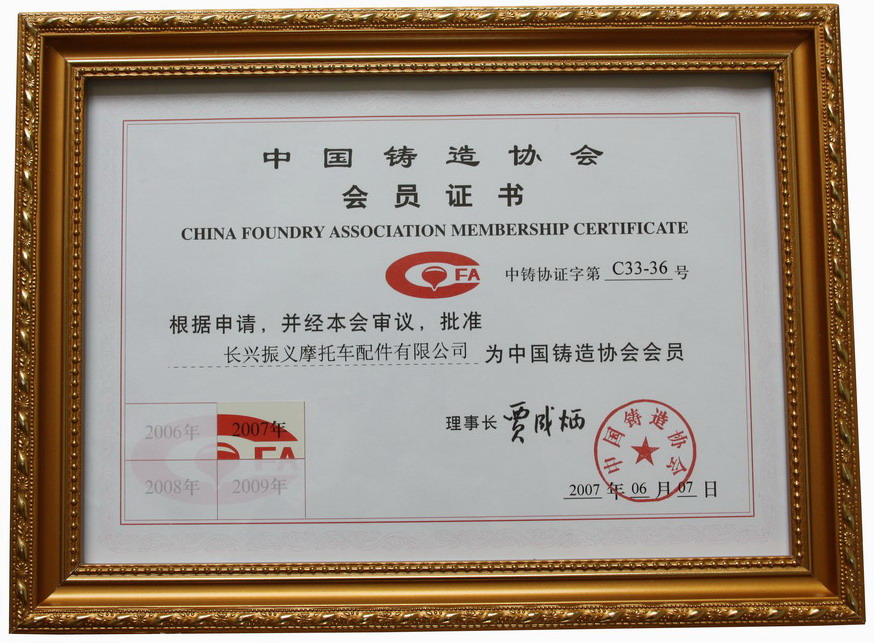 中国铸造协会
会员证书
CHINA FOUNDRY ASSOCIATION MEMBERSHIP CERTIFICATE
FA 中铸协证字第 C33-36 号
根据申请，并经本会审议，批准
长兴振义摩托车配件有限公司 为中国铸造协会会员
2006年 2007年
FA
2008年 2009年
理事长 贾成炳
中国铸造协会
2007 年 06 月 07 日